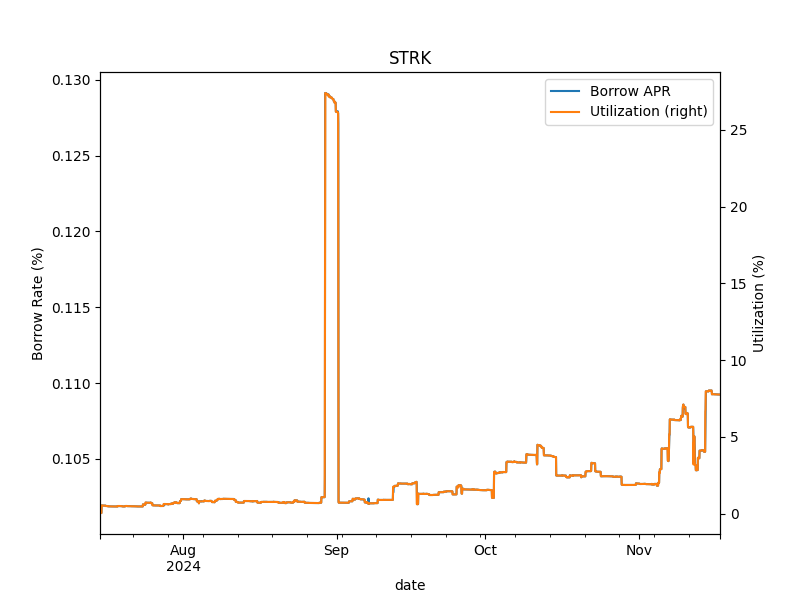 STRK
Borrow APR
Utilization (right)
0.130
0.125
0.120
0.115
0.110
0.105
Borrow Rate (%)
25
20
15
10
5
0
Utilization (%)
Aug
2024
Sep
Oct
Nov
date